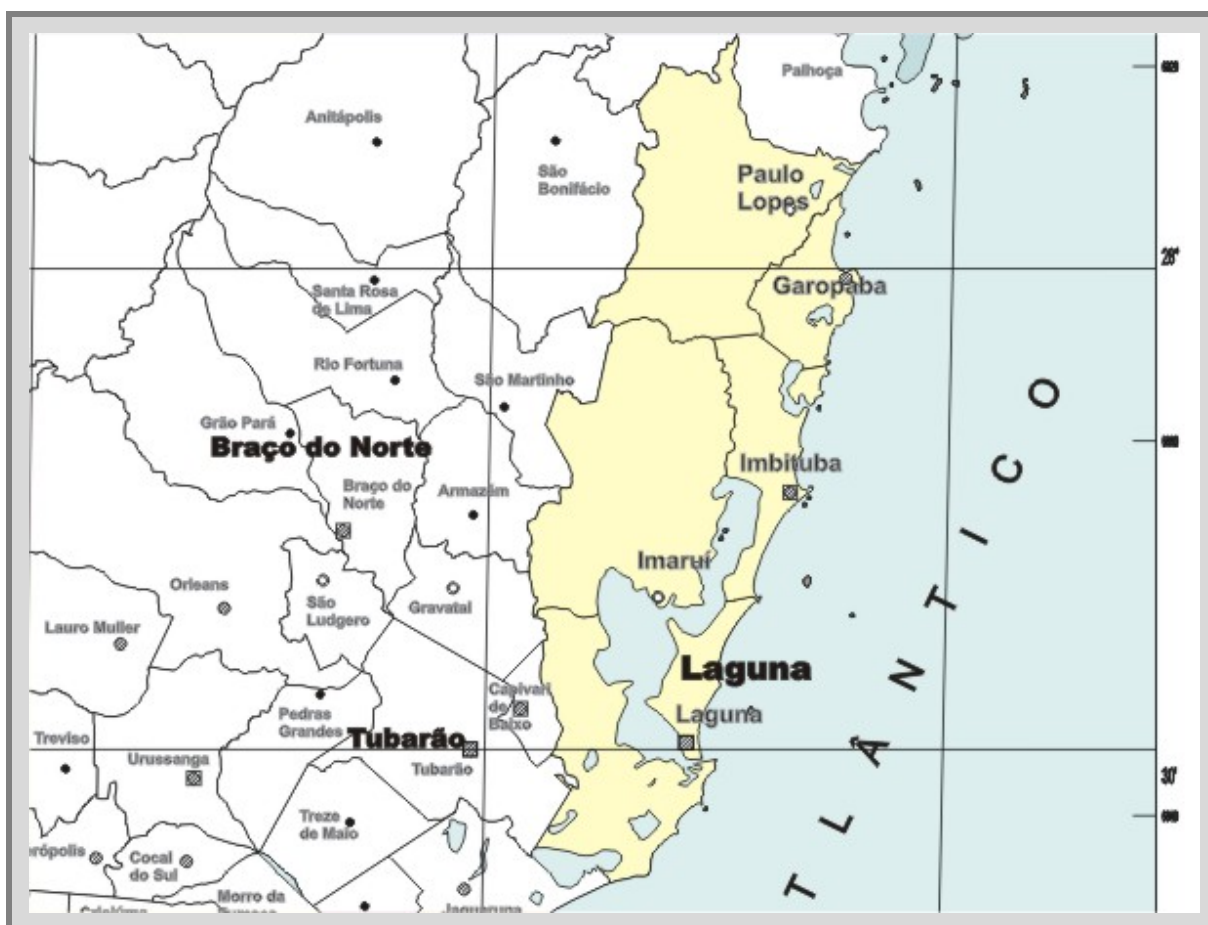 Palhoça
Anitápolis
São
Bonifácio
Paulo
Lopes
28°
Santa Rosa
de Lima
Garopaba
Rio Fortuna
São Martinho
Grão Pará
Braço do Norte
Imbituba
Braço do
Norte
Armazém
Imaruí
Orleans
São
Ludgero
Gravatal
Lauro Muller
Laguna
Capivari
de
Baixo
Laguna
Pedras
Grandes
Treviso
Tubarão
Urussanga
Tubarão
30'
Treze
de Maio
erópolis
Cocal
do Sul
Morro da
Jaguaruna
TLANTICO